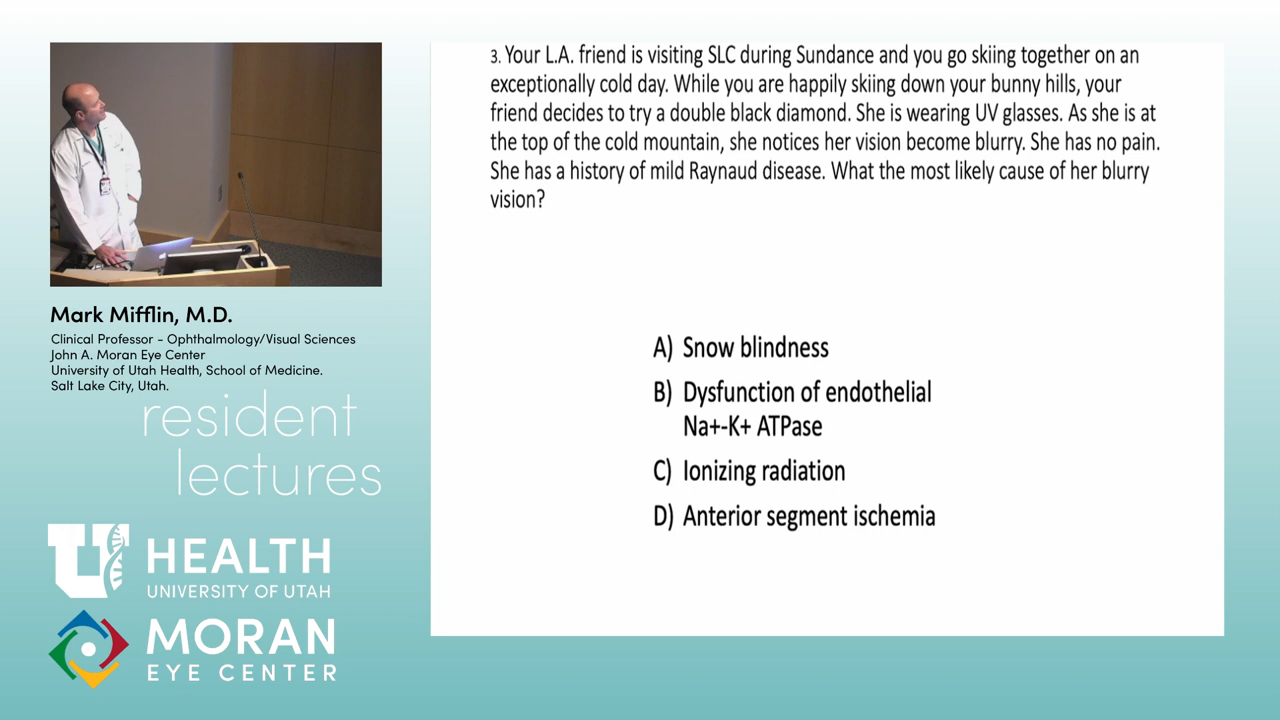 3. Your L.A. friend is visiting SLC during Sundance and you go skiing together on an
exceptionally cold day. While you are happily skiing down your bunny hills, your
friend decides to try a double black diamond. She is wearing UV glasses. As she is at
the top of the cold mountain, she notices her vision become blurry. She has no pain.
She has a history of mild Raynaud disease. What the most likely cause of her blurry
vision?
A) Snow blindness
B) Dysfunction of endothelial
Na+-K+ ATPase
C) Ionizing radiation
D) Anterior segment ischemia
Mark Mifflin, M.D.
Clinical Professor - Ophthalmology/Visual Sciences
John A. Moran Eye Center
University of Utah Health, School of Medicine.
Salt Lake City, Utah.
resident
lectures
U HEALTH
UNIVERSITY OF UTAH
MORAN
EYE CENTER